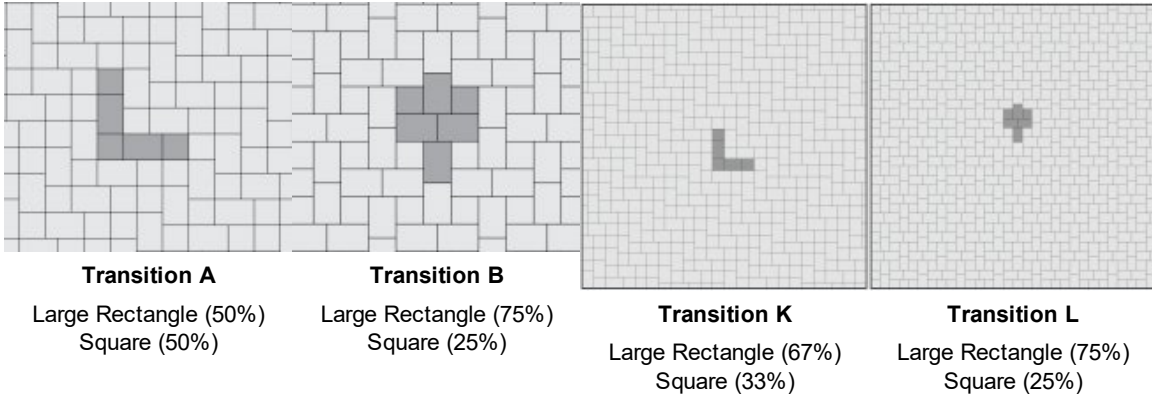 Transition A
Large Rectangle (50%)
Square (50%)
Transition B
Large Rectangle (75%)
Square (25%)
Transition K
Large Rectangle (67%)
Square (33%)
Transition L
Large Rectangle (75%)
Square (25%)